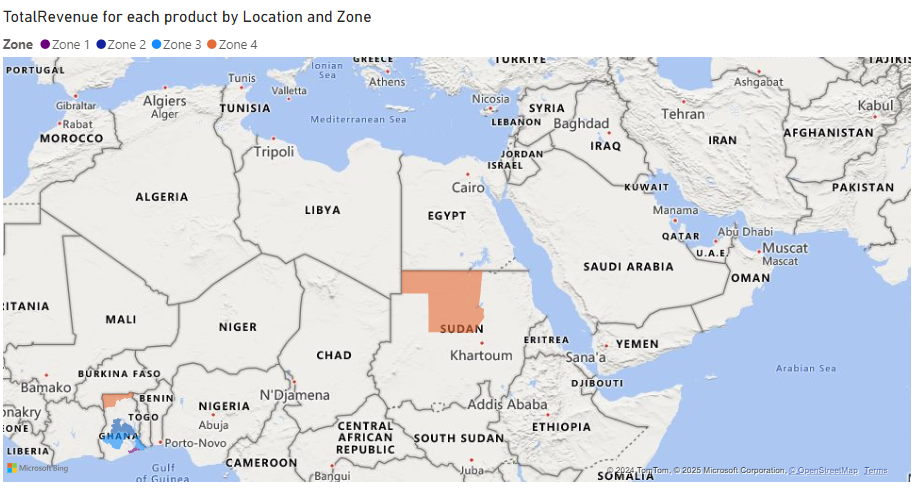 TotalRevenue for each product by Location and Zone
Zone Zone 1 Zone 2 Zone 3 Zone 4
GREECE
TÜRKIYE
PORTUGAL
Ionian
Sea
Tunis
Athens
Ashgabat
Gibraltar
Algiers
Alger
Valletta
Nicosia
SYRIA
Tehran
Kabul
TUNISIA
Rabat
Mediterranean Sea
LEBANON
Baghdad
AFGHANISTAN
MOROCCO
Tripoli
JORDAN
IRAQ
IRAN
ISRAEL
Cairo
KUWAIT
PAKISTAN
ALGERIA
LIBYA
EGYPT
Manama
QATAR
Abu Dhabi
U.A.E.
Muscat
Mascat
SAUDI ARABIA
OMAN
RITANIA
MALI
NIGER
SUDAN
ERITREA
YEMEN
CHAD
Khartoum
Sana'a
Arabian Sea
BURKINA FASO
DJIBOUTI
Bamako
BENIN
N'Djamena
NIGERIA
Addis Ababa
onakry
TOGO
Abuja
EONE
GHANA
Porto-Novo
CENTRAL
AFRICAN
REPUBLIC
SOUTH SUDAN
ETHIOPIA
LIBERIA
CAMEROON
Microsoft Bing
Gulf
of Guinea
Bangui
Juba
SOMALIA
© 2024 TomTom, © 2025 Microsoft Corporation, © OpenStreetMap Terms